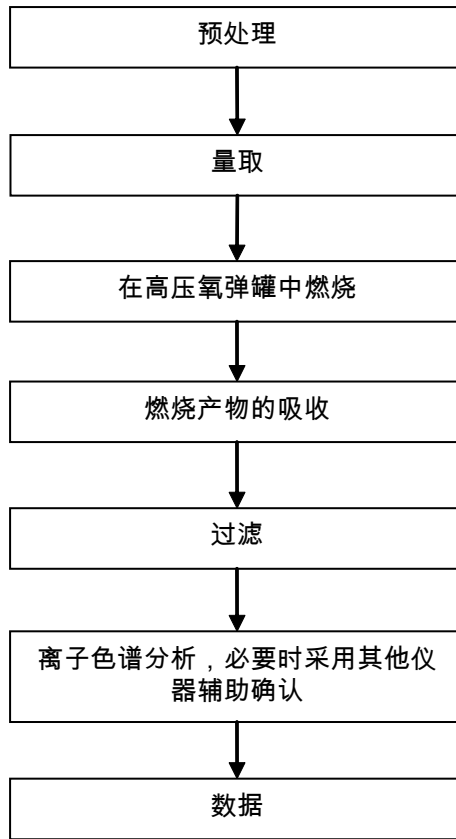 预处理
量取
在高压氧弹罐中燃烧
燃烧产物的吸收
过滤
离子色谱分析，必要时采用其他仪
器辅助确认
数据